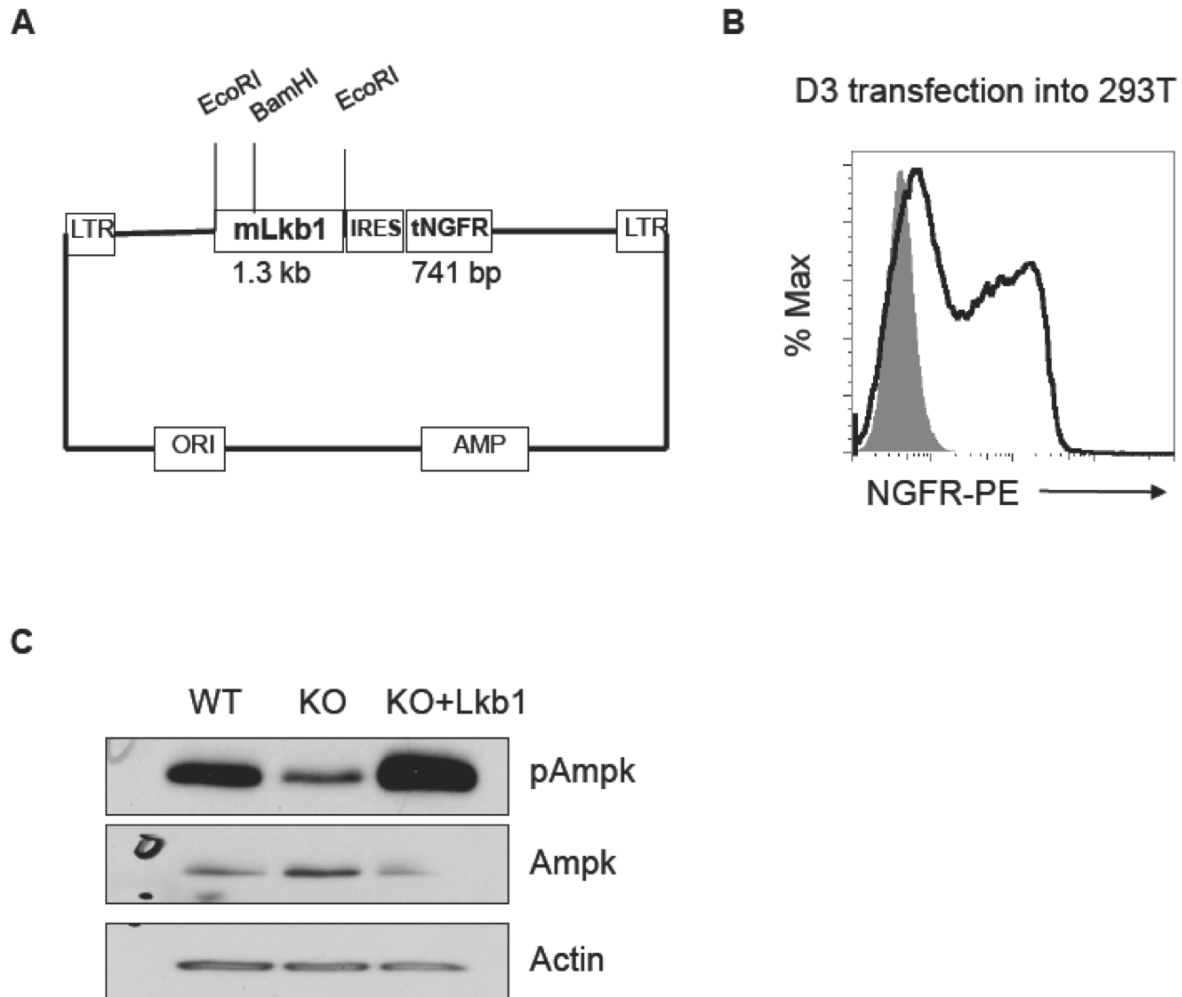 A
EcoRI
BamHI
EcoRI
LTR
mLkb1
IRES
tNGFR
LTR
1.3 kb
741 bp
ORI
AMP
B
D3 transfection into 293T
% Max
NGFR-PE
C
WT KO KO+Lkb1
pAmpk
Ampk
Actin